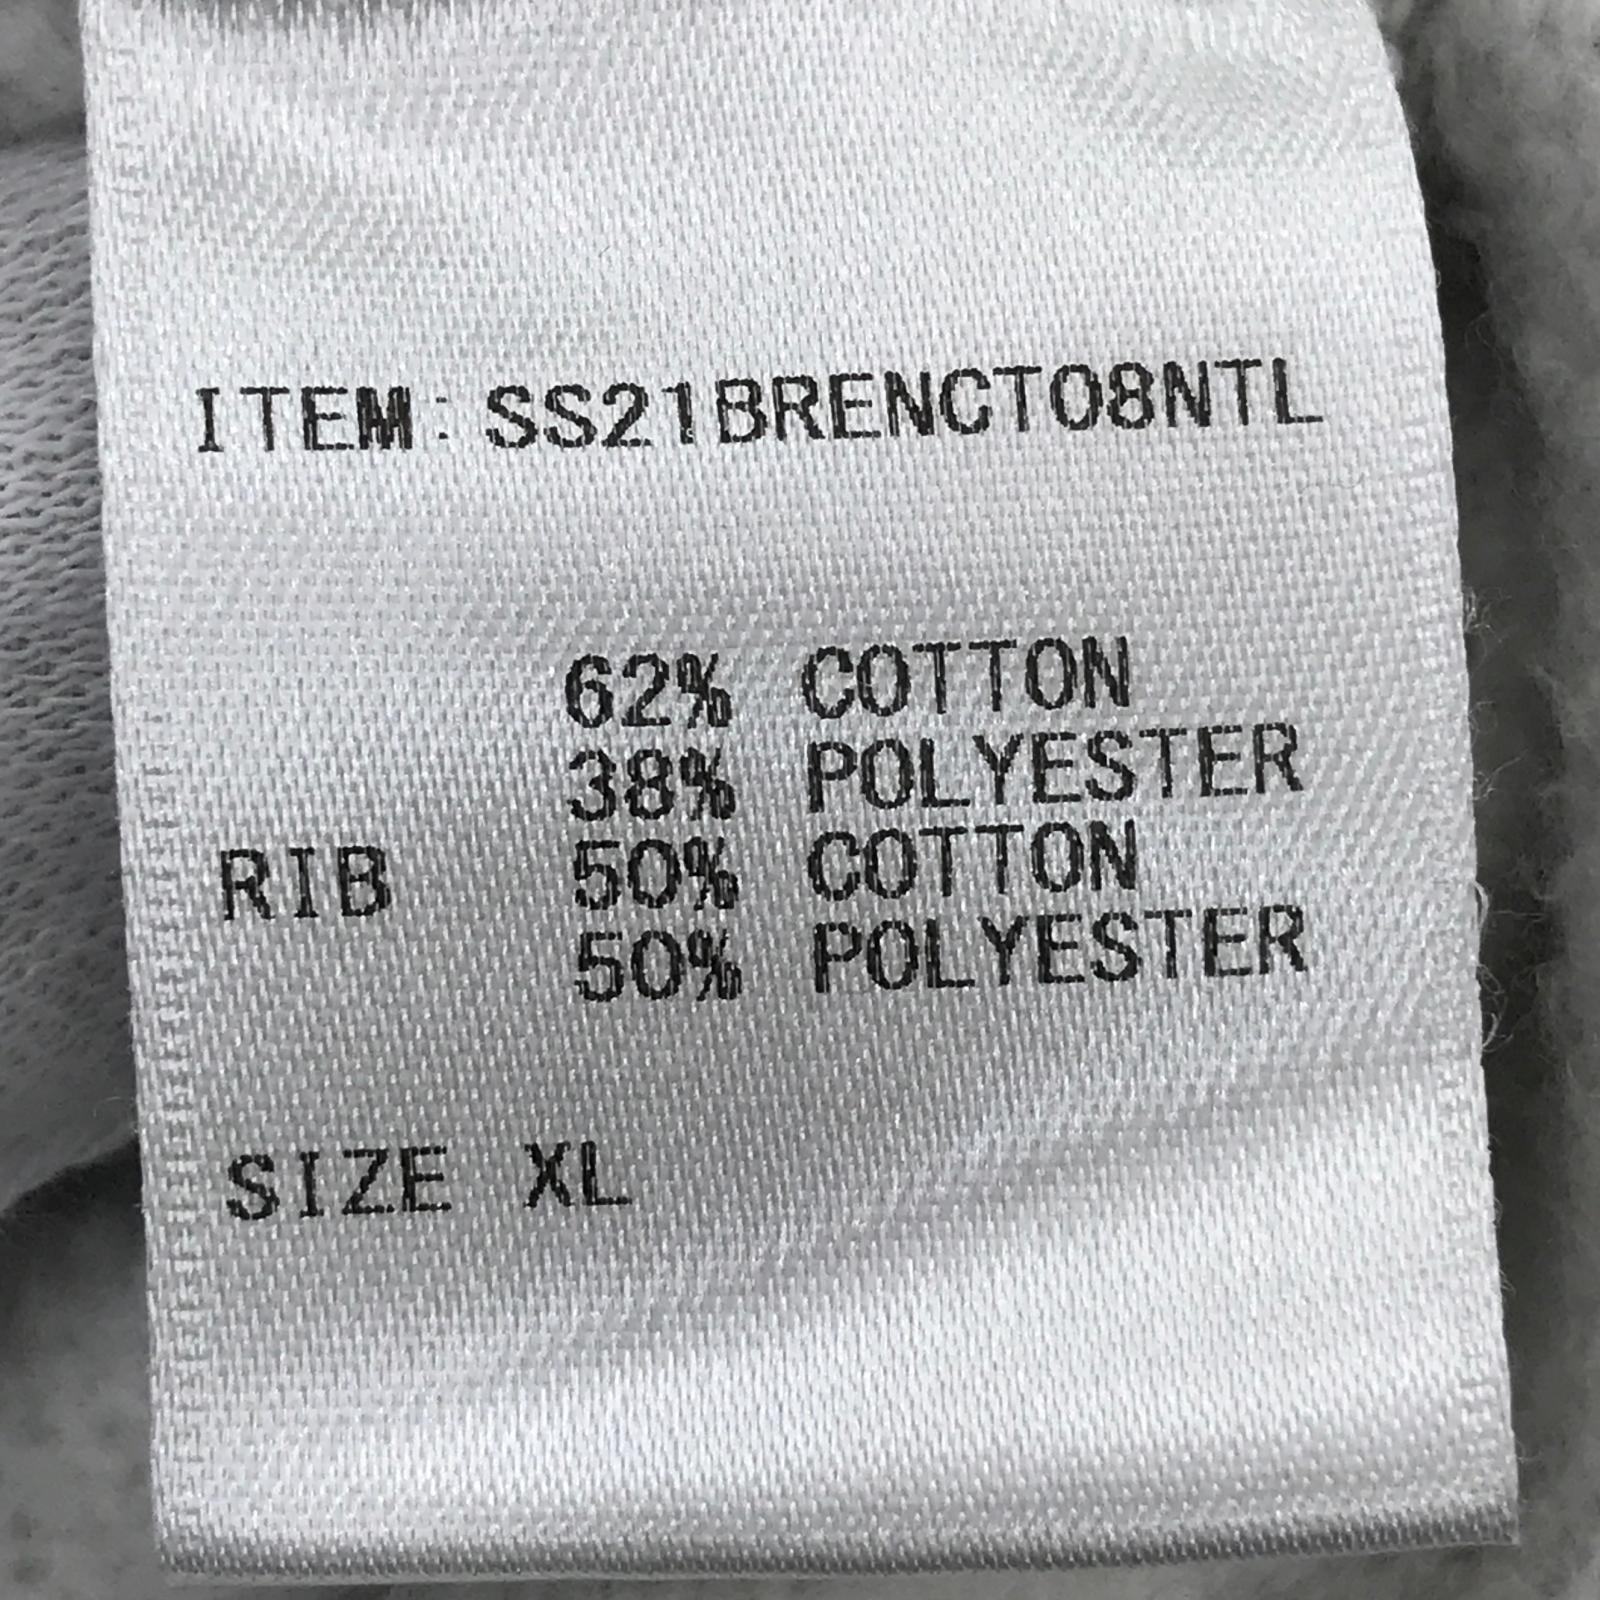 ITEM: SS21BRENCT08NTL
62% COTTON
38% POLYESTER
RIB 50% COTTON
50% POLYESTER
SIZE XL